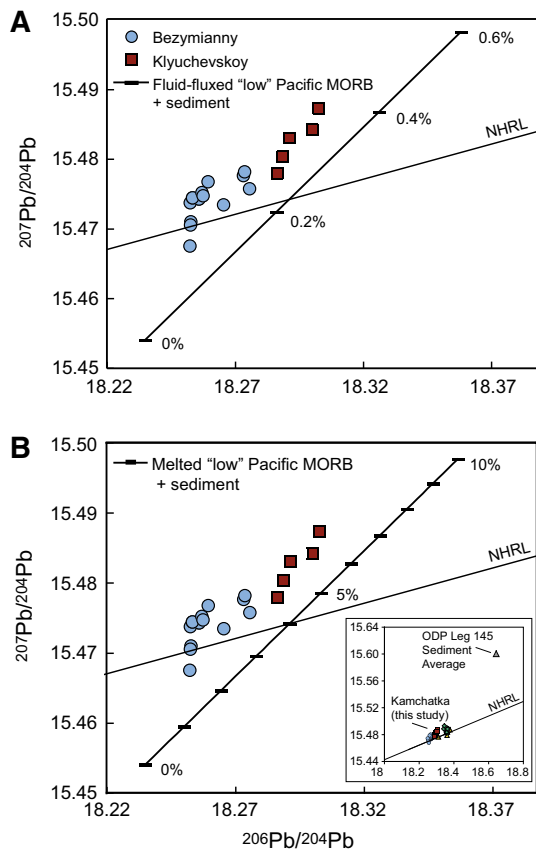 A
15.50
15.49
15.48
15.47
15.46
15.45
207Pb/204Pb
Bezymianny
Klyuchevskoy
Fluid-fluxed “low” Pacific MORB
+ sediment
0.6%
0.4%
NHRL
0.2%
0%
18.22
18.27
18.32
18.37
B
15.50
15.49
15.48
15.47
15.46
15.45
207Pb/204Pb
Melted “low” Pacific MORB
+ sediment
10%
NHRL
5%
0%
15.64
15.60
15.56
15.52
15.48
15.44
ODP Leg 145
Sediment
Average
Kamchatka
(this study)
NHRL
18
18.2
18.4
18.6
18.8
18.22
18.27
18.32
18.37
206Pb/204Pb